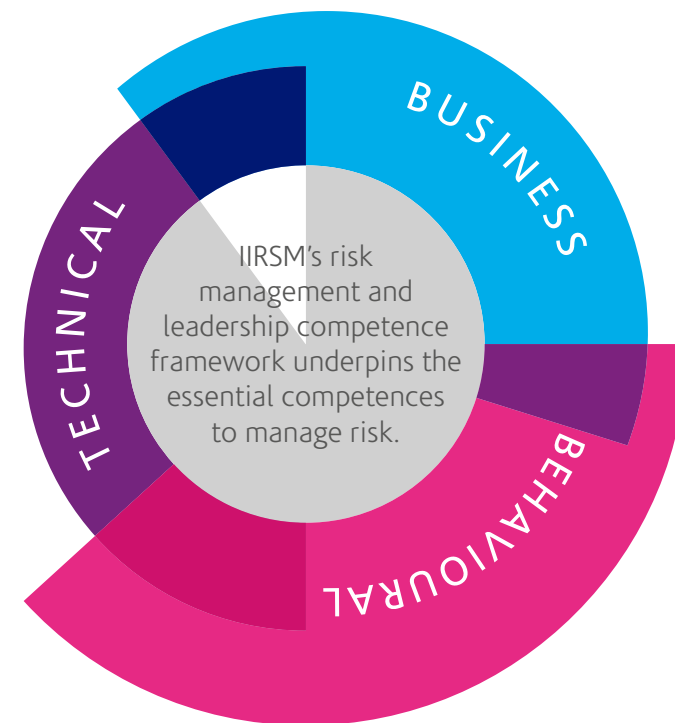 BUSINESS
TECHNICAL
IIRSM's risk
management and
leadership competence
framework underpins the
essential competences
to manage risk.
BEHAVIOURAL